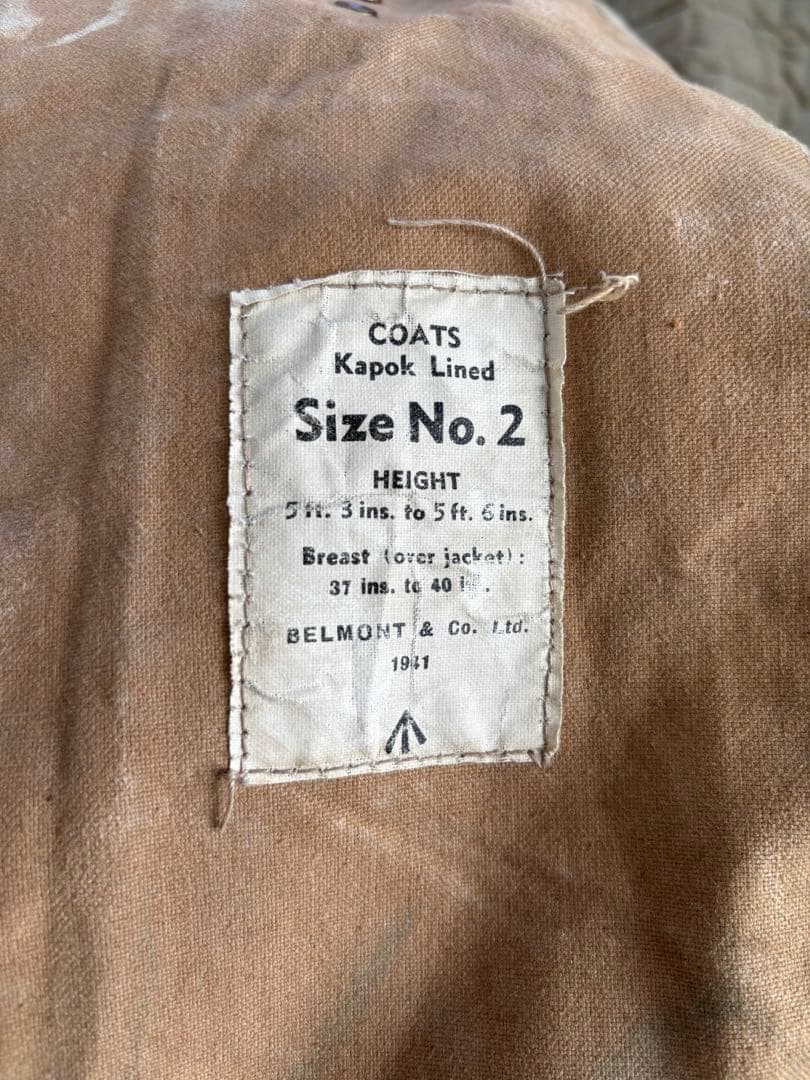 COATS
Kapok Lined
Size No. 2
HEIGHT
5 ft. 3 ins. to 5 ft. 6 ins.
Breast (over jacket):
37 ins. to 40
BELMONT & Co. Ltd.
1941